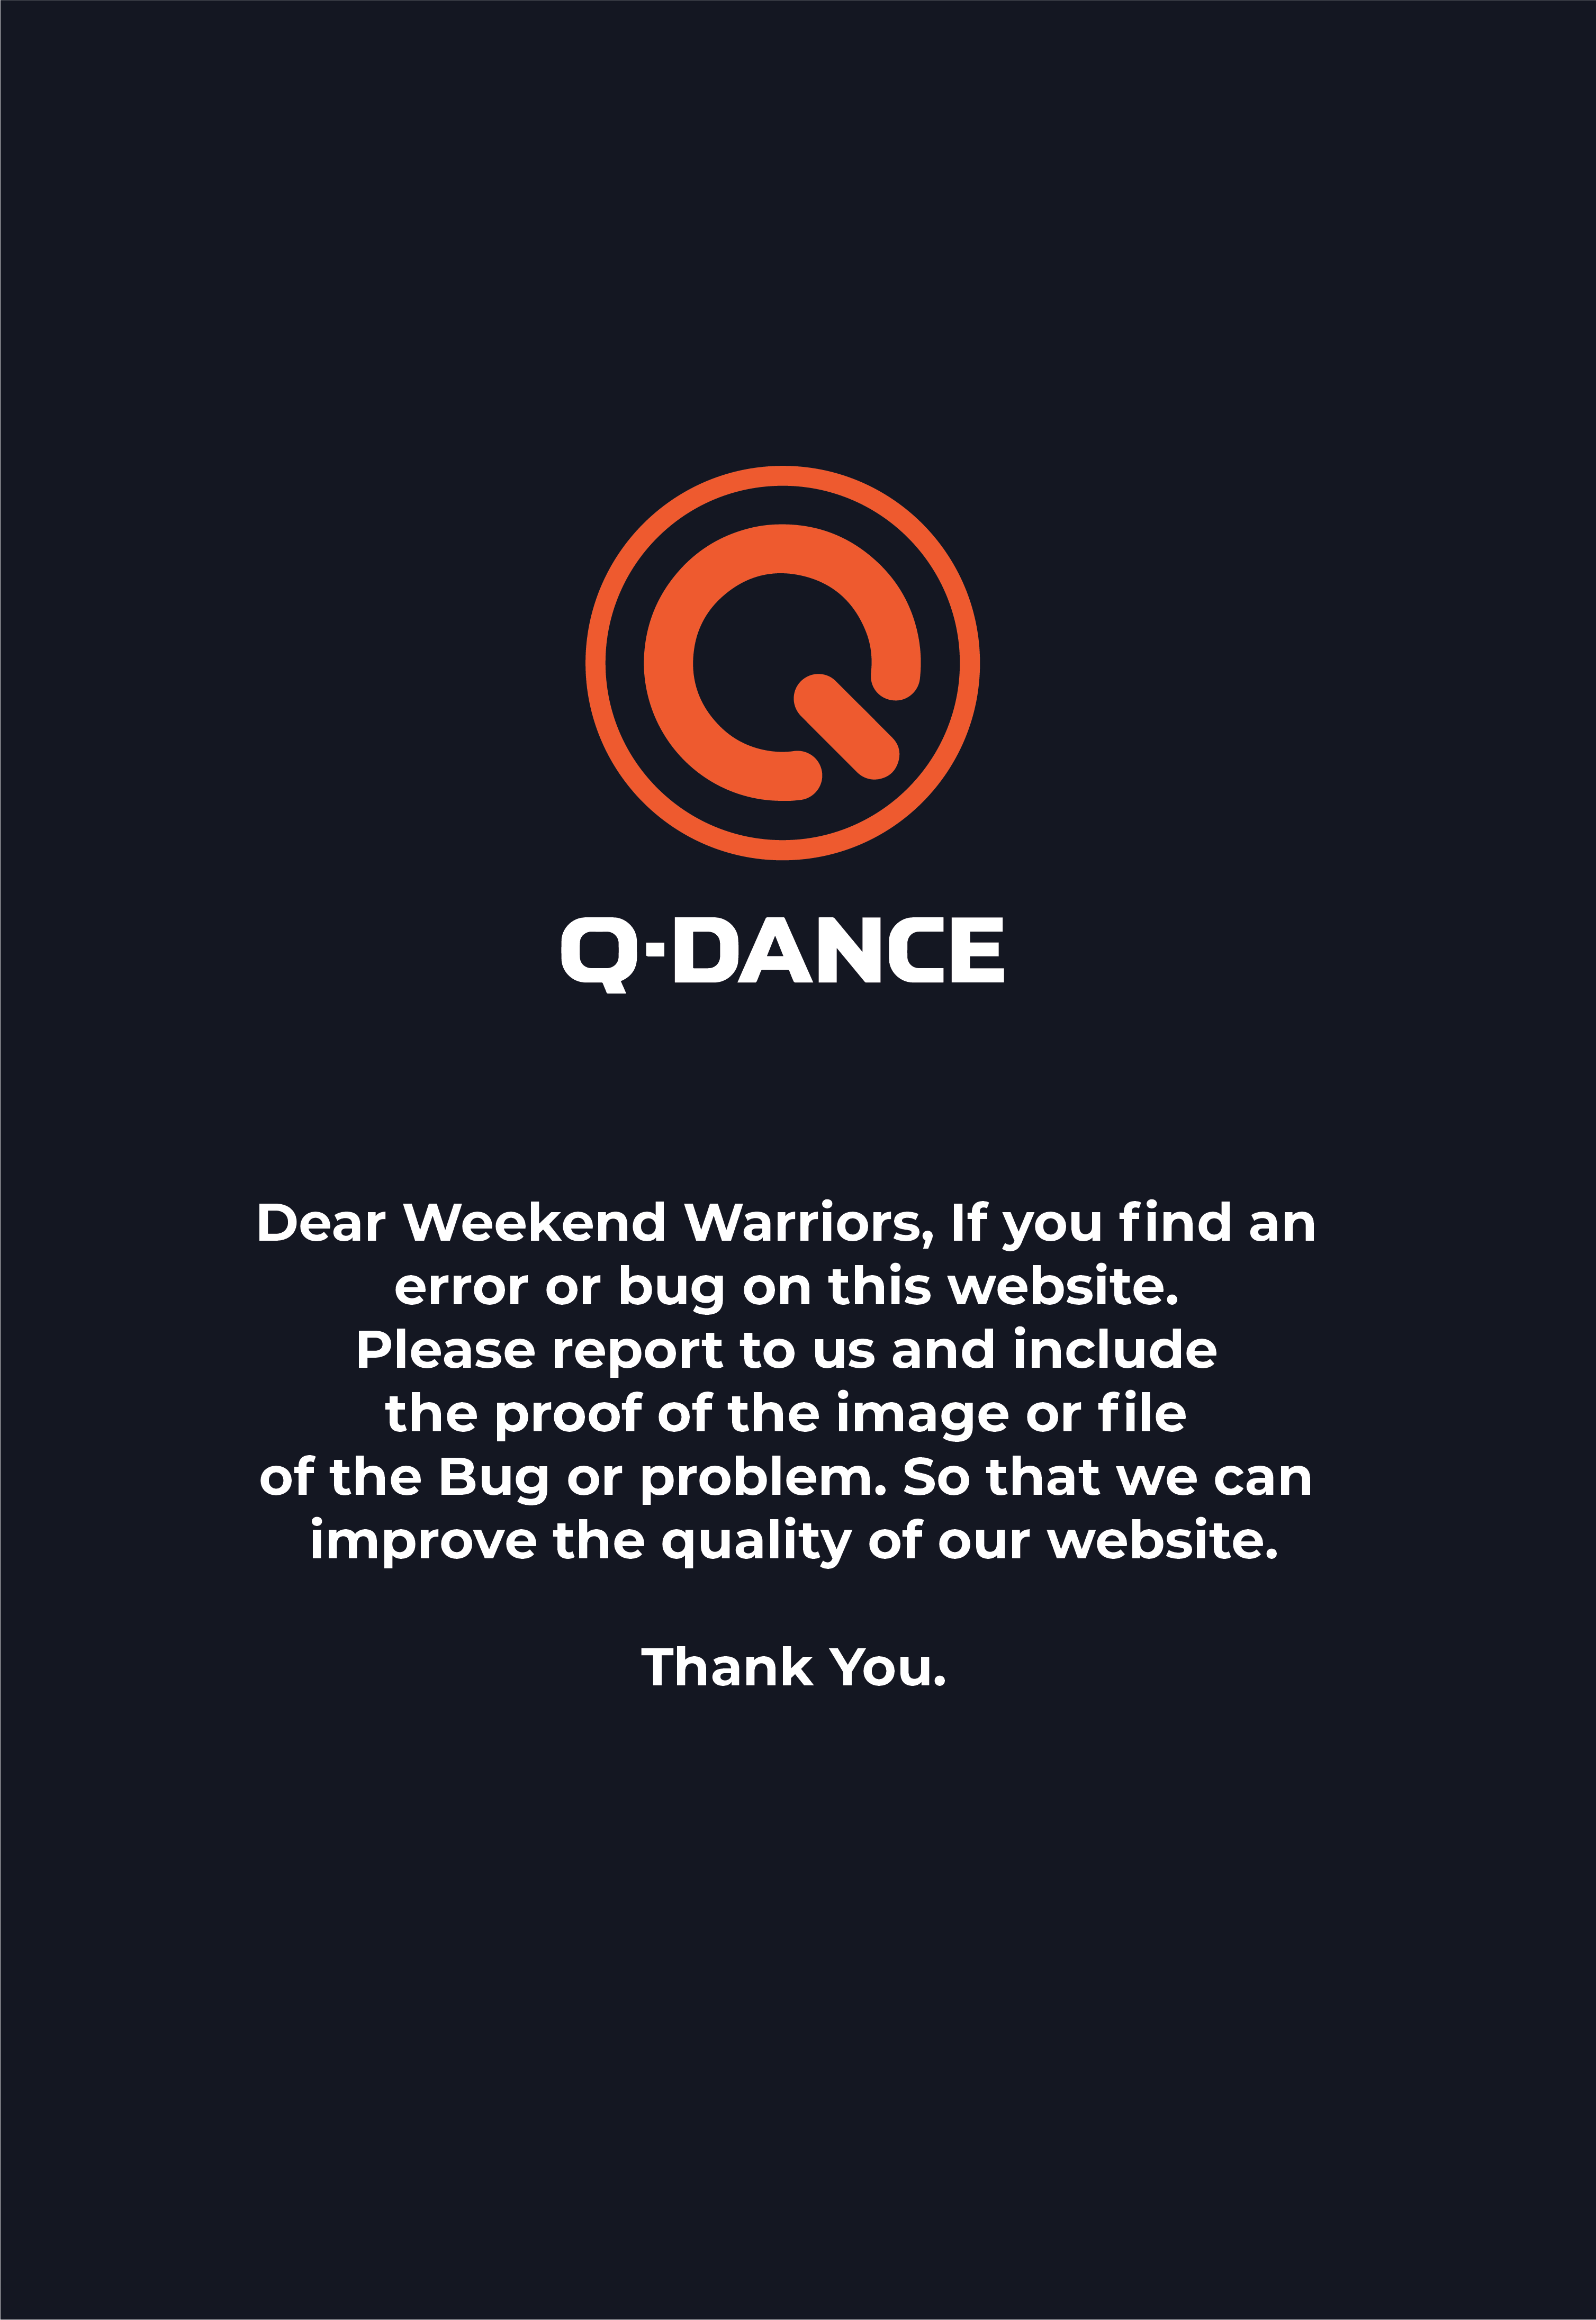 Q·DANCE
Dear Weekend Warriors, If you find an
error or bug on this website.
Please report to us and include
the proof of the image or file
of the Bug or problem. So that we can
improve the quality of our website.
Thank You.